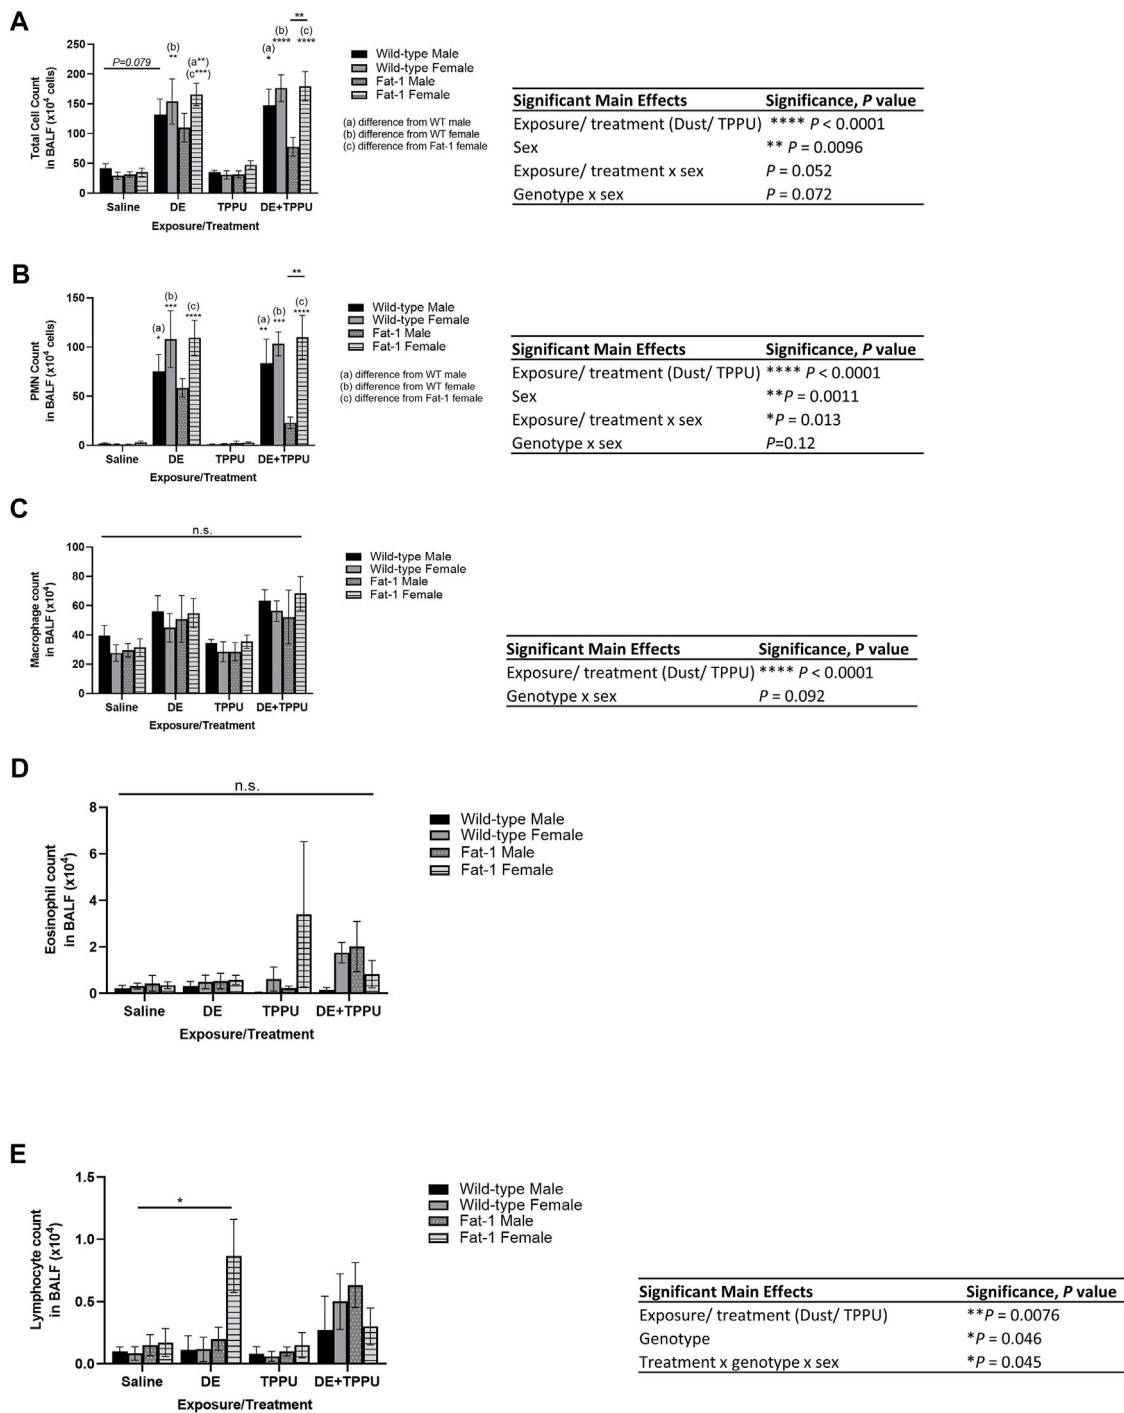 A
Total Cell Count
in BALF (x10⁴ cells)
250
200
150
100
50
0
P=0.079
(b)
**
(a**)
(c***)
(a)
*
(b)
****
**
(c)
****
Saline DE TPPU DE+TPPU
Exposure/Treatment
Wild-type Male
Wild-type Female
Fat-1 Male
Fat-1 Female
(a) difference from WT male
(b) difference from WT female
(c) difference from Fat-1 female
Significant Main Effects Significance, P value
Exposure/ treatment (Dust/ TPPU) **** P < 0.0001
Sex ** P = 0.0096
Exposure/ treatment x sex P = 0.052
Genotype x sex P = 0.072
B
PMN Count
in BALF (x10⁴ cells)
150
100
50
0
(a)
*
(b)
***
(c)
****
(a)
**
(b)
***
**
(c)
****
Saline DE TPPU DE+TPPU
Exposure/Treatment
Wild-type Male
Wild-type Female
Fat-1 Male
Fat-1 Female
(a) difference from WT male
(b) difference from WT female
(c) difference from Fat-1 female
Significant Main Effects Significance, P value
Exposure/ treatment (Dust/ TPPU) **** P < 0.0001
Sex **P = 0.0011
Exposure/ treatment x sex *P = 0.013
Genotype x sex P=0.12
C
Macrophage count
in BALF (x10⁴)
100
80
60
40
20
0
n.s.
Saline DE TPPU DE+TPPU
Exposure/Treatment
Wild-type Male
Wild-type Female
Fat-1 Male
Fat-1 Female
Significant Main Effects Significance, P value
Exposure/ treatment (Dust/ TPPU) **** P < 0.0001
Genotype x sex P = 0.092
D
Eosinophil count
in BALF (x10⁴)
8
6
4
2
0
n.s.
Saline DE TPPU DE+TPPU
Exposure/Treatment
Wild-type Male
Wild-type Female
Fat-1 Male
Fat-1 Female
E
Lymphocyte count
in BALF (x10⁴)
1.5
1.0
0.5
0.0
*
Saline DE TPPU DE+TPPU
Exposure/Treatment
Wild-type Male
Wild-type Female
Fat-1 Male
Fat-1 Female
Significant Main Effects Significance, P value
Exposure/ treatment (Dust/ TPPU) **P = 0.0076
Genotype *P = 0.046
Treatment x genotype x sex *P = 0.045